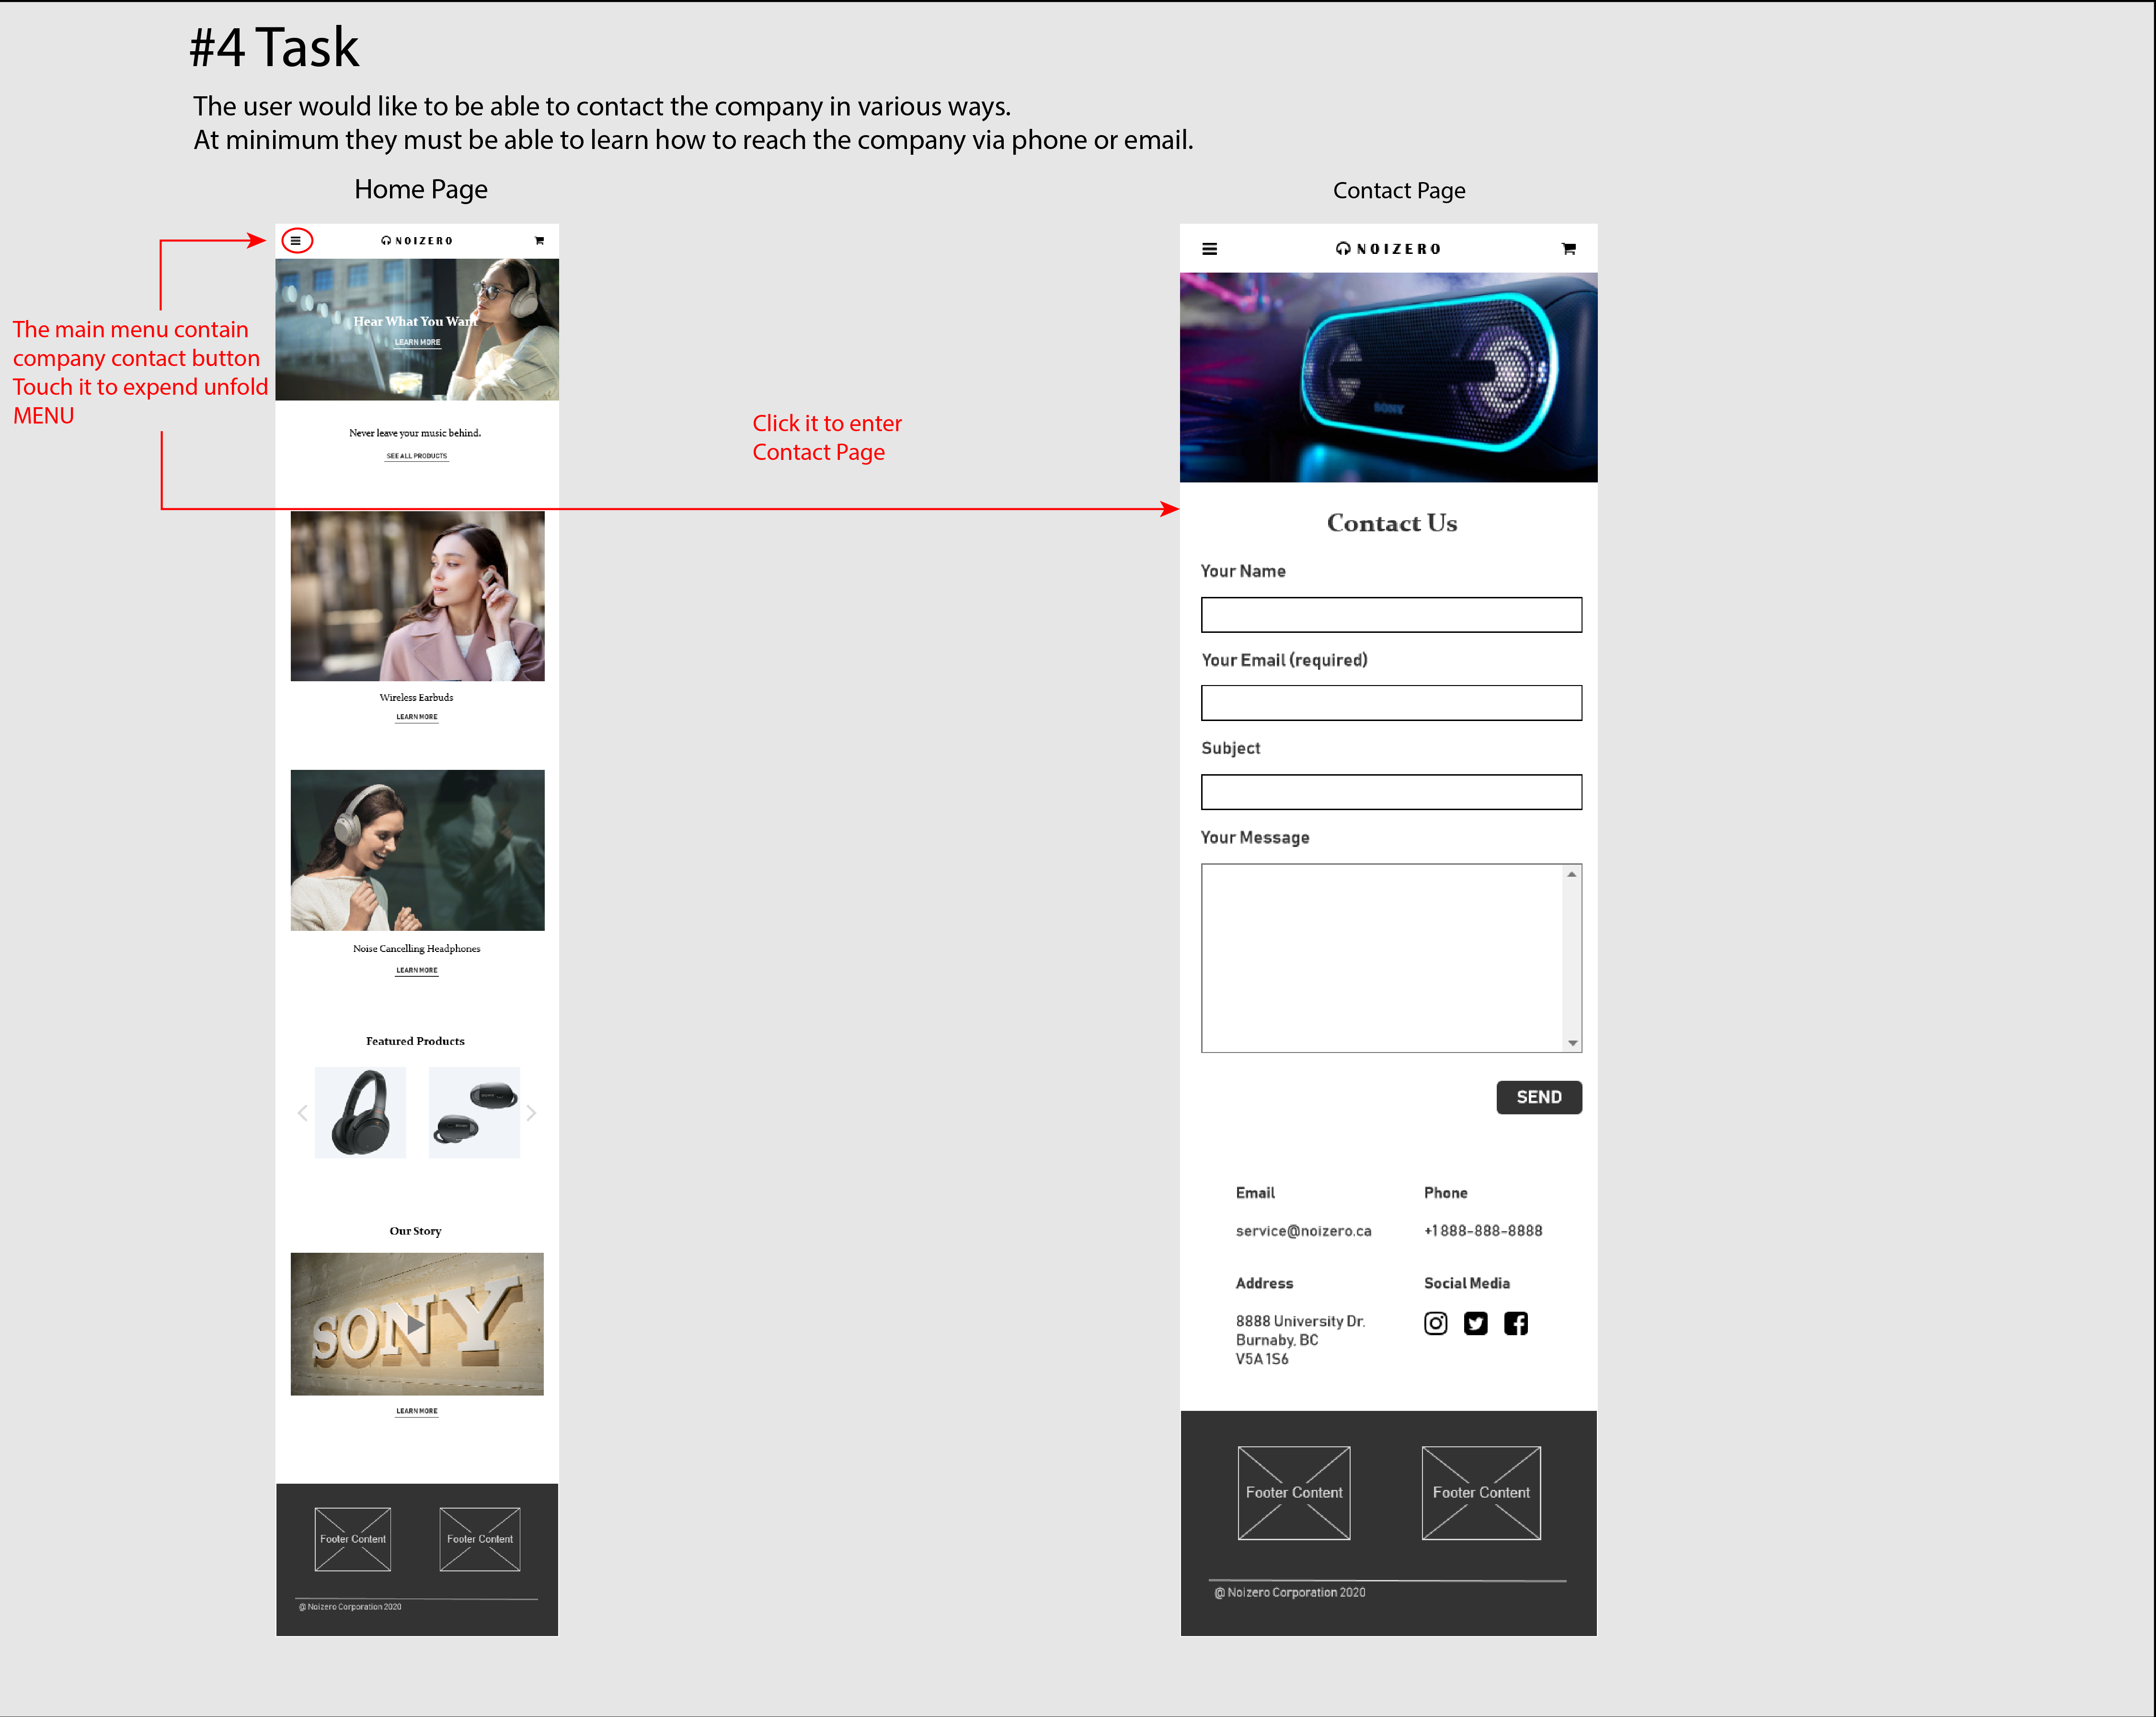 #4 Task
The user would like to be able to contact the company in various ways.
At minimum they must be able to learn how to reach the company via phone or email.
Home Page
NOIZERO
Hear What You Want
LEARN MORE
The main menu contain
company contact button
Touch it to expend unfold
MENU
Never leave your music behind.
SEE ALL PRODUCTS
Click it to enter
Contact Page
Wireless Earbuds
LEARN MORE
Noise Cancelling Headphones
LEARN MORE
Featured Products
Our Story
SONY
LEARN MORE
Footer Content
Footer Content
@ Noizero Corporation 2020
Contact Page
NOIZERO
SONY
Contact Us
Your Name
Your Email (required)
Subject
Your Message
SEND
Email
Phone
service@noizero.ca
+1 888-888-8888
Address
Social Media
8888 University Dr.
Burnaby, BC
V5A 1S6
Footer Content
Footer Content
@ Noizero Corporation 2020